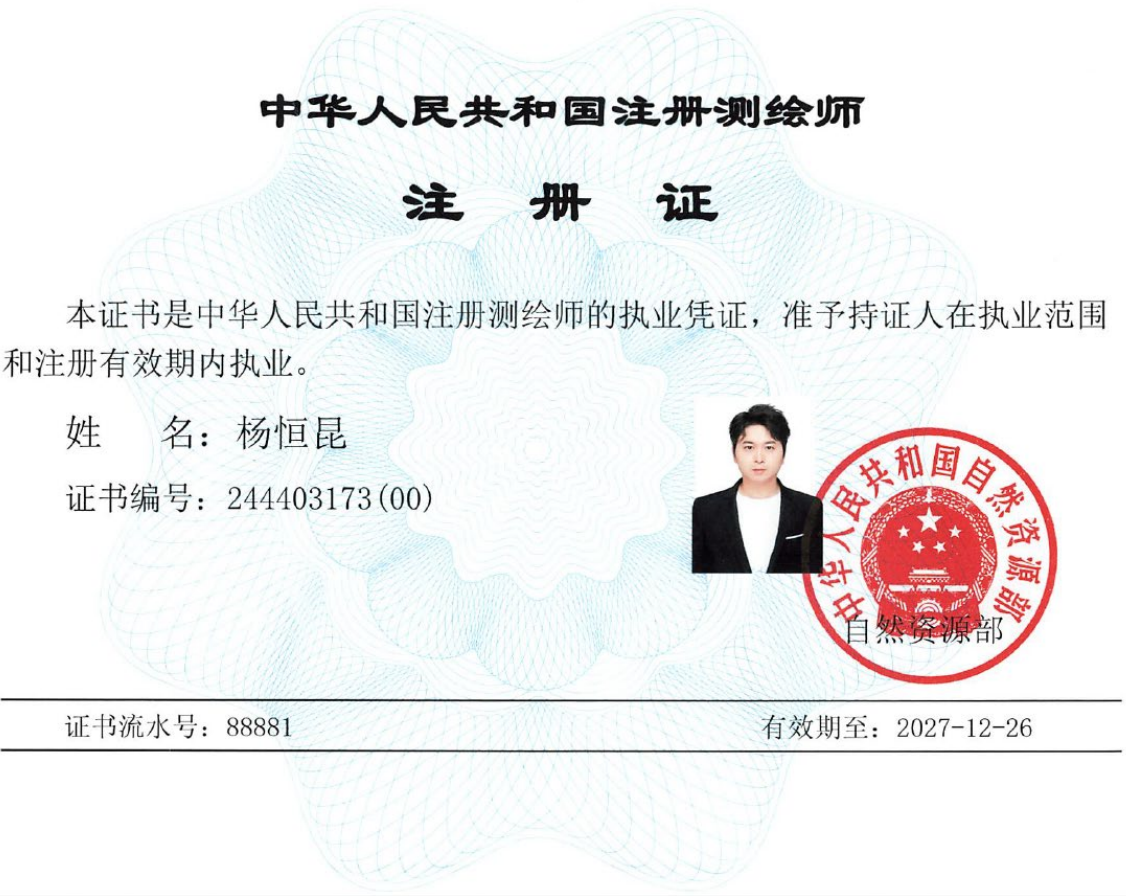 中华人民共和国注册测绘师
注 册 证
本证书是中华人民共和国注册测绘师的执业凭证，准予持证人在执业范围
和注册有效期内执业。
姓 名：杨恒昆
证书编号：244403173(00)
中华人民共和国自然资源部
自然资源部
证书流水号：88881
有效期至：2027-12-26